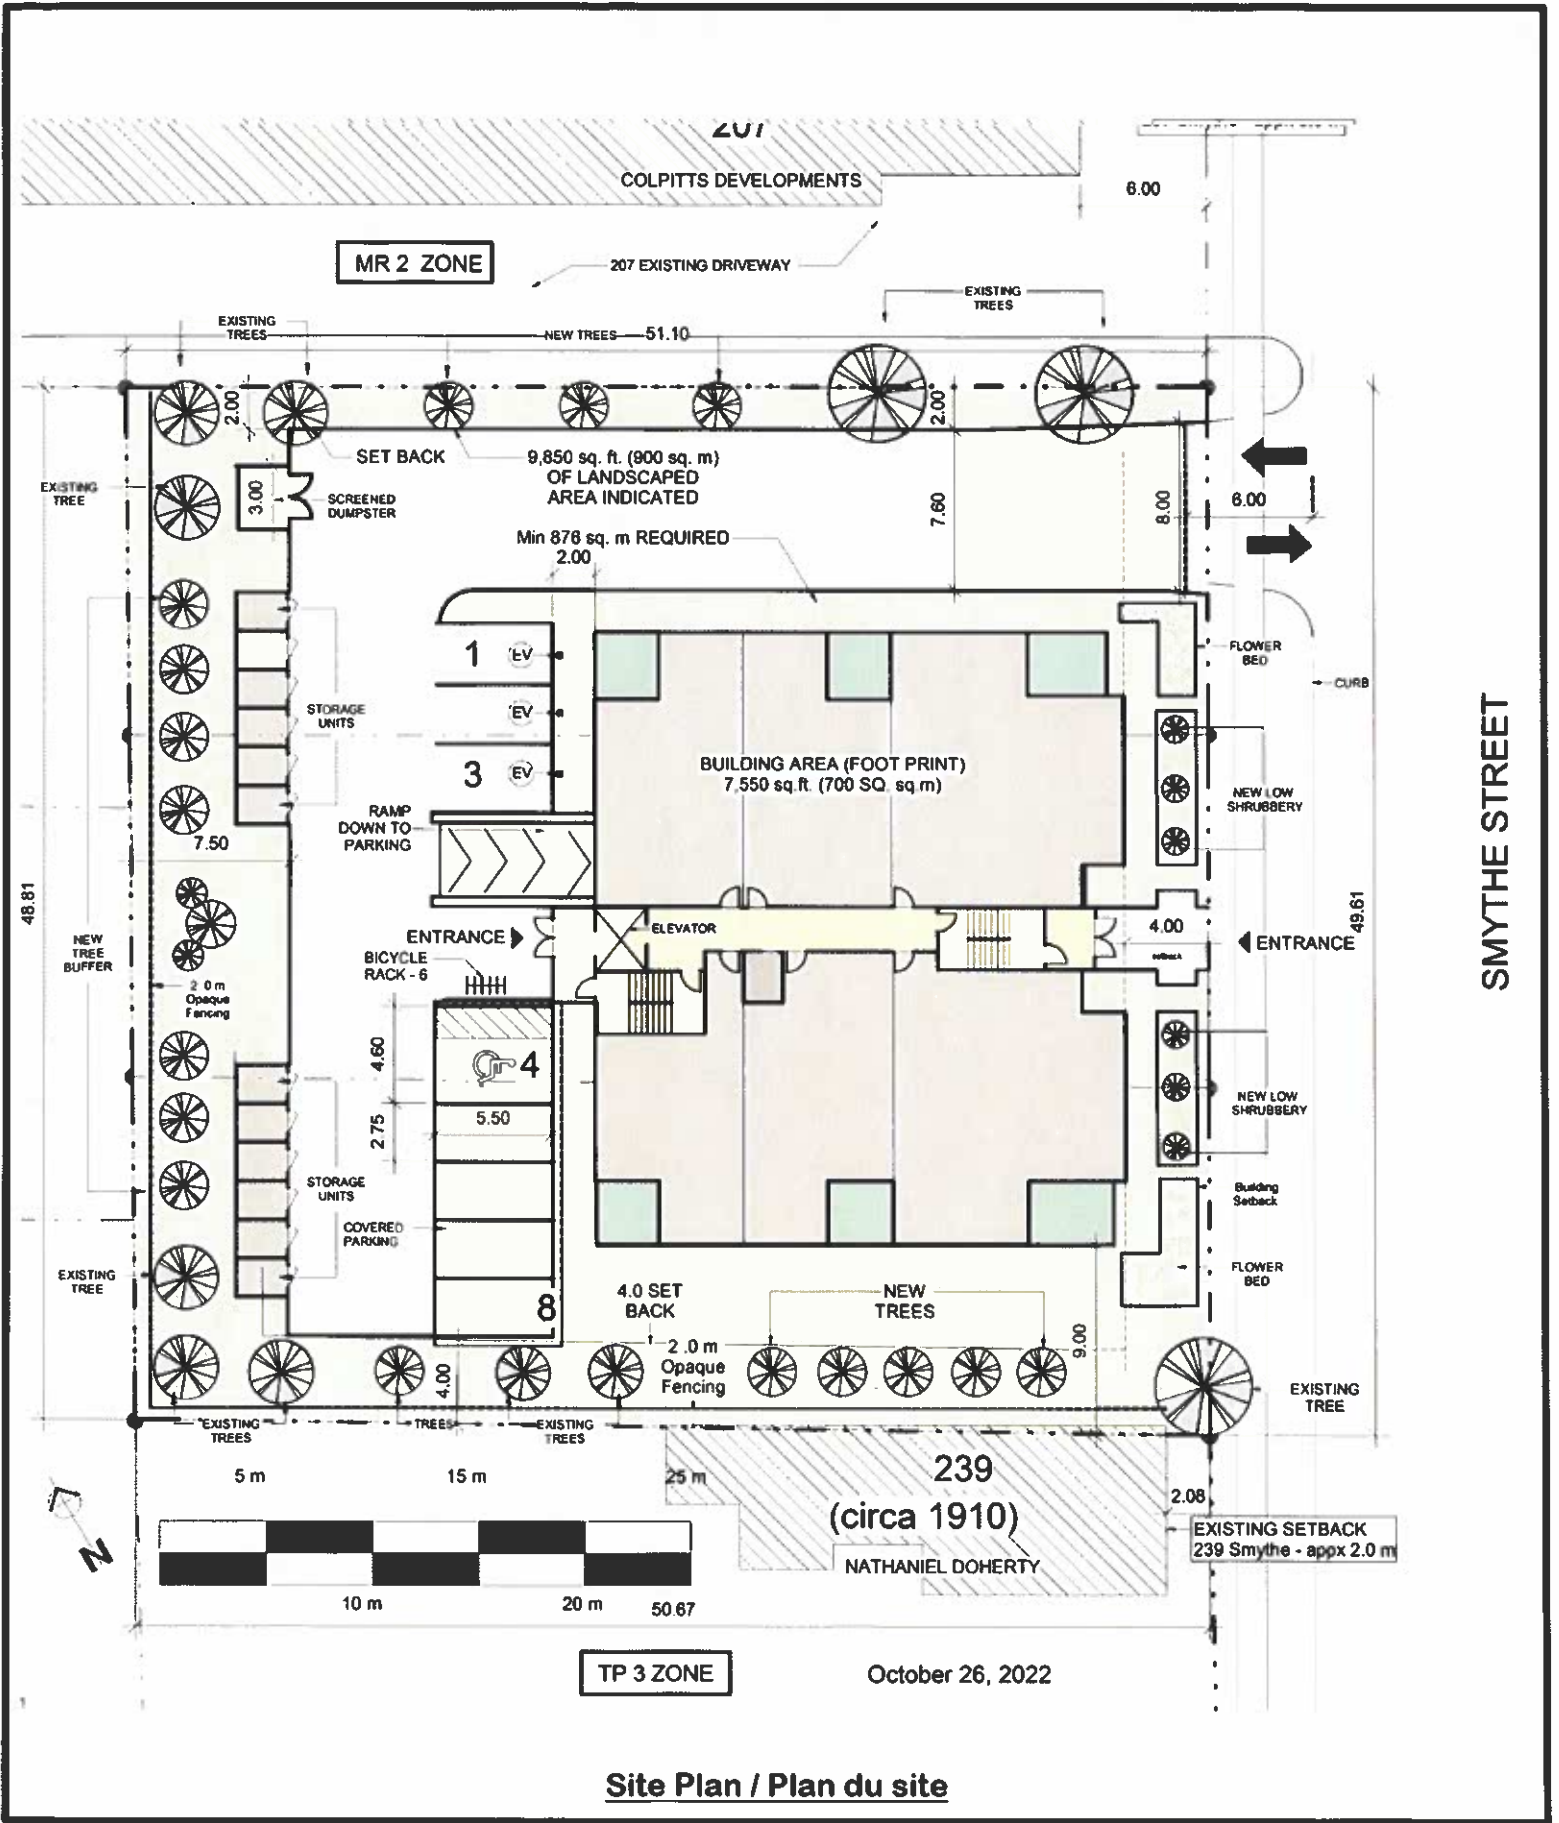 207
COLPITTS DEVELOPMENTS
6.00
MR 2 ZONE
207 EXISTING DRIVEWAY
EXISTING
TREES
EXISTING
TREES
NEW TREES
51.10
2.00
2.00
SET BACK
9,850 sq. ft. (900 sq. m)
OF LANDSCAPED
AREA INDICATED
EXISTING
TREE
3.00
SCREENED
DUMPSTER
7.60
8.00
6.00
Min 876 sq. m REQUIRED
2.00
1
EV
EV
3
EV
FLOWER
BED
CURB
STORAGE
UNITS
BUILDING AREA (FOOT PRINT)
7,550 sq.ft. (700 SQ. sq.m)
NEW LOW
SHRUBBERY
RAMP
DOWN TO
PARKING
7.50
SMYTHE STREET
48.81
49.61
ENTRANCE
ELEVATOR
4.00
setback
ENTRANCE
NEW
TREE
BUFFER
BICYCLE
RACK - 6
2.0 m
Opaque
Fencing
4.60
4
5.50
2.75
NEW LOW
SHRUBBERY
STORAGE
UNITS
Building
Setback
COVERED
PARKING
EXISTING
TREE
FLOWER
BED
8
4.0 SET
BACK
NEW
TREES
2.0 m
Opaque
Fencing
9.00
4.00
EXISTING
TREE
EXISTING
TREES
TREES
EXISTING
TREES
5 m
15 m
25 m
239
(circa 1910)
NATHANIEL DOHERTY
2.08
EXISTING SETBACK
239 Smythe - appx 2.0 m
N
10 m
20 m
50.67
TP 3 ZONE
October 26, 2022
Site Plan / Plan du site